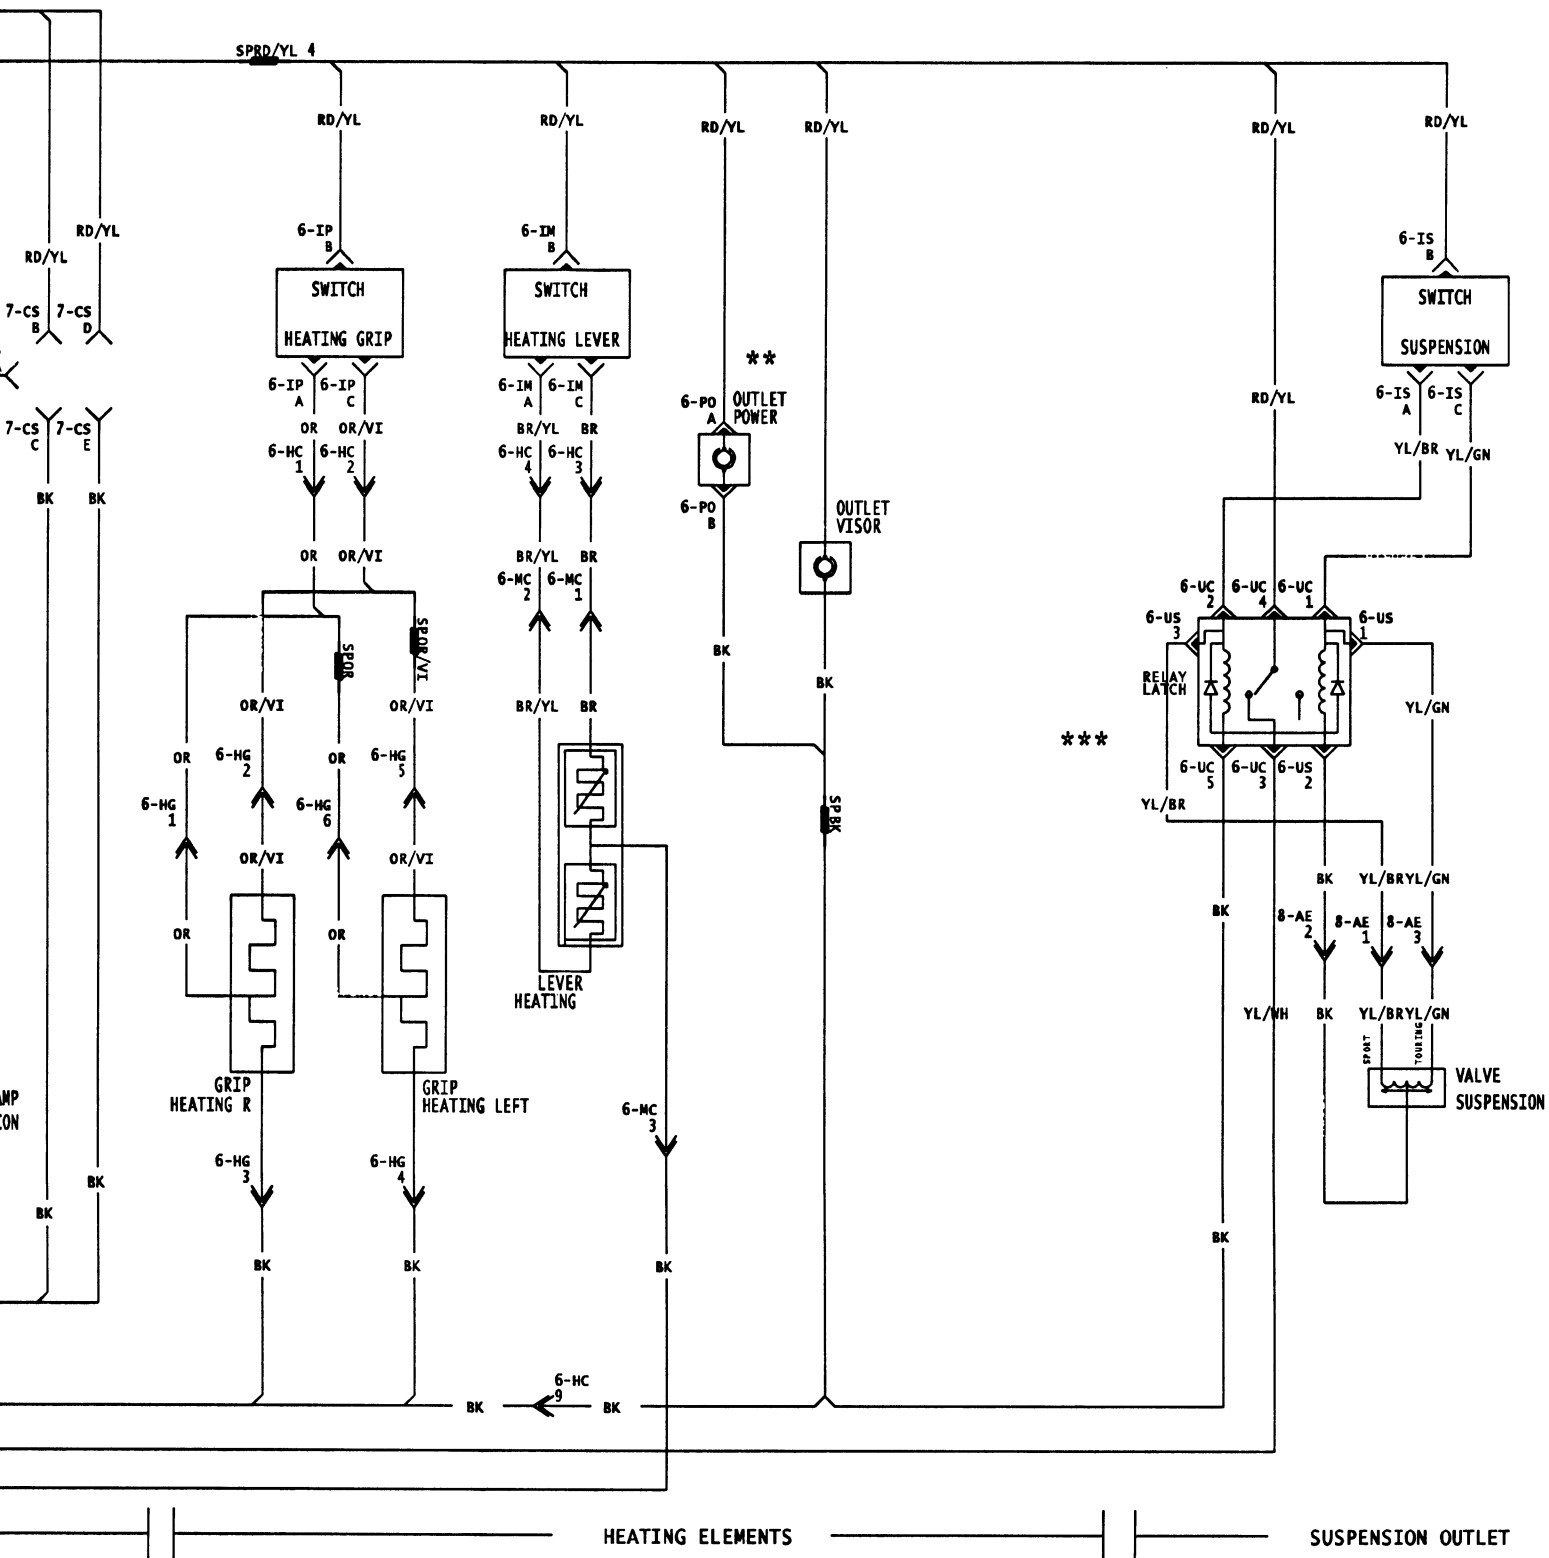 SPRD/YL 4
RD/YL
RD/YL
RD/YL
RD/YL
RD/YL
RD/YL
RD/YL
RD/YL
6-IP
B
6-IM
B
6-IS
B
7-CS
B
7-CS
D
SWITCH
HEATING GRIP
SWITCH
HEATING LEVER
SWITCH
SUSPENSION
**
6-IP
A
6-IP
C
6-IM
A
6-IM
C
6-PO
A
OUTLET
POWER
6-IS
A
6-IS
C
RD/YL
7-CS
C
7-CS
E
OR
OR/VI
BR/YL
BR
YL/BR
YL/GN
6-HC
1
6-HC
2
6-HC
4
6-HC
3
BK
BK
6-PO
B
OUTLET
VISOR
OR
OR/VI
BR/YL
BR
6-MC
2
6-MC
1
6-UC
2
6-UC
4
6-UC
1
6-US
3
6-US
1
SPOR
SPOR/VI
BK
BK
RELAY
LATCH
OR/VI
OR/VI
BR/YL
BR
YL/GN
***
OR
6-HG
2
OR
6-HG
5
6-UC
5
6-UC
3
6-US
2
6-HG
1
6-HG
6
SPBK
YL/BR
OR/VI
OR/VI
BK
YL/BR
YL/GN
BK
OR
OR
8-AE
2
8-AE
1
8-AE
3
LEVER
HEATING
YL/WH
BK
YL/BR
YL/GN
SPORT
TOURING
VALVE
SUSPENSION
GRIP
HEATING R
GRIP
HEATING LEFT
AMP
ION
6-MC
3
6-HG
3
6-HG
4
BK
BK
BK
BK
BK
BK
BK
6-HC
9
BK
HEATING ELEMENTS
SUSPENSION OUTLET